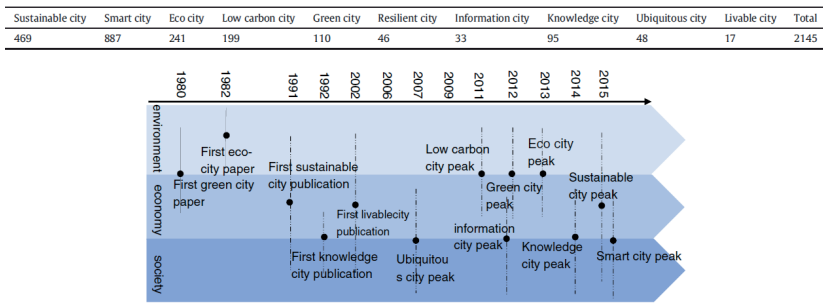 Sustainable city Smart city Eco city Low carbon city Green city Resilient city Information city Knowledge city Ubiquitous city Livable city Total
469 887 241 199 110 46 33 95 48 17 2145
1980 1982 1991 1992 2002 2006 2007 2009 2011 2012 2013 2014 2015
environment
First eco-
city paper
First green city
paper
First sustainable
city publication
Low carbon
city peak
Eco city
peak
Green city
peak
Sustainable
city peak
economy
First livablecity
publication
First knowledge
city publication
Ubiquitou
s city peak
information
city peak
Knowledge
city peak
Smart city peak
society